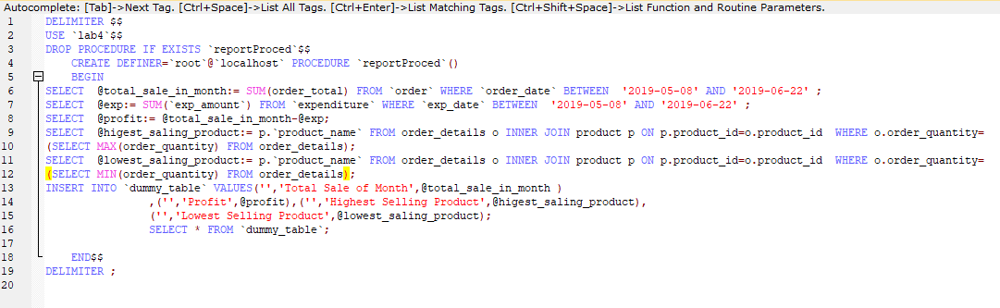 Autocomplete: [Tab]->Next Tag. [Ctrl+Space]->List All Tags. [Ctrl+Enter]->List Matching Tags. [Ctrl+Shift+Space]->List Function and Routine Parameters.
1 DELIMITER $$
2 USE `lab4`$$
3 DROP PROCEDURE IF EXISTS `reportProced`$$
4 CREATE DEFINER=`root`@`localhost` PROCEDURE `reportProced`()
5 BEGIN
6 SELECT @total_sale_in_month:= SUM(order_total) FROM `order` WHERE `order_date` BETWEEN '2019-05-08' AND '2019-06-22' ;
7 SELECT @exp:= SUM(`exp_amount`) FROM `expenditure` WHERE `exp_date` BETWEEN '2019-05-08' AND '2019-06-22' ;
8 SELECT @profit:= @total_sale_in_month-@exp;
9 SELECT @higest_saling_product:= p.`product_name` FROM order_details o INNER JOIN product p ON p.product_id=o.product_id WHERE o.order_quantity=
10 (SELECT MAX(order_quantity) FROM order_details);
11 SELECT @lowest_saling_product:= p.`product_name` FROM order_details o INNER JOIN product p ON p.product_id=o.product_id WHERE o.order_quantity=
12 (SELECT MIN(order_quantity) FROM order_details);
13 INSERT INTO `dummy_table` VALUES('','Total Sale of Month',@total_sale_in_month )
14 ,('','Profit',@profit),('','Highest Selling Product',@higest_saling_product),
15 ('','Lowest Selling Product',@lowest_saling_product);
16 SELECT * FROM `dummy_table`;
17
18 END$$
19 DELIMITER ;
20